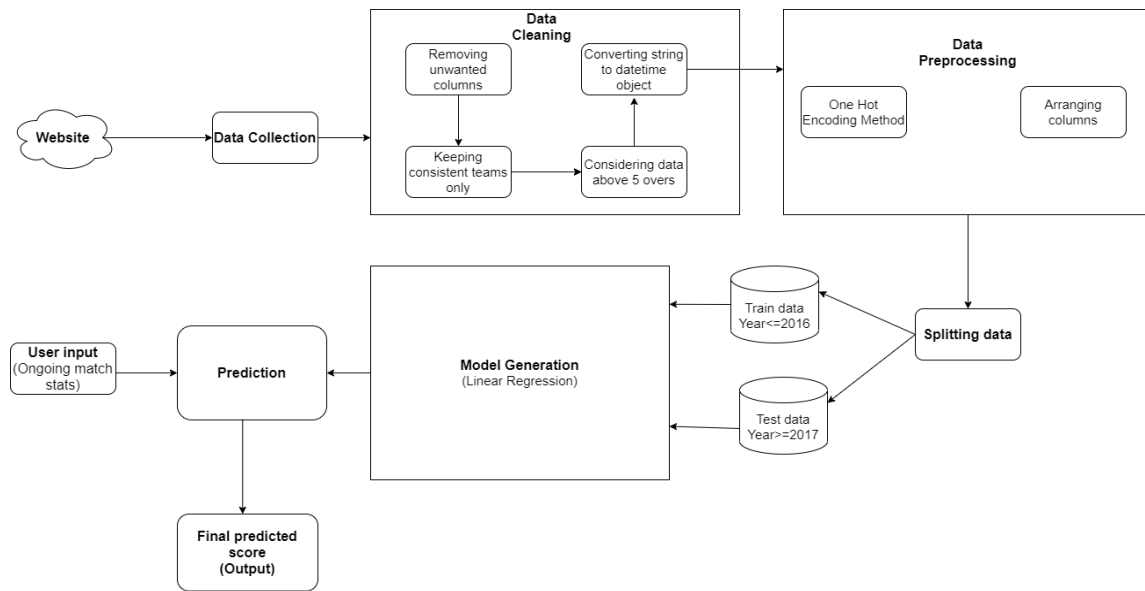 Data
Cleaning
Removing
unwanted
columns
Converting string
to datetime
object
Keeping
consistent teams
only
Considering data
above 5 overs
Data
Preprocessing
One Hot
Encoding Method
Arranging
columns
Website
Data Collection
Train data
Year<=2016
Splitting data
Test data
Year>=2017
Model Generation
(Linear Regression)
User input
(Ongoing match
stats)
Prediction
Final predicted
score
(Output)